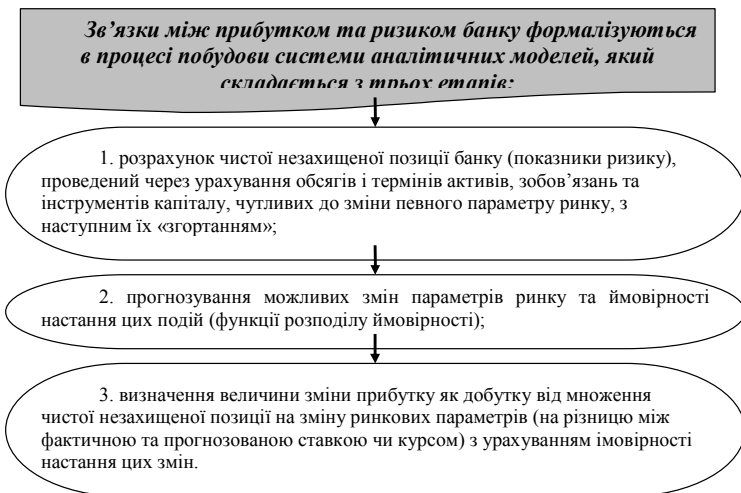 Зв’язки між прибутком та ризиком банку формалізуються
в процесі побудови системи аналітичних моделей, який
складається з трьох етапів:
1. розрахунок чистої незахищеної позиції банку (показники ризику),
проведений через урахування обсягів і термінів активів, зобов’язань та
інструментів капіталу, чутливих до зміни певного параметру ринку, з
наступним їх «згортанням»;
2. прогнозування можливих змін параметрів ринку та ймовірності
настання цих подій (функції розподілу ймовірності);
3. визначення величини зміни прибутку як добутку від множення
чистої незахищеної позиції на зміну ринкових параметрів (на різницю між
фактичною та прогнозованою ставкою чи курсом) з урахуванням імовірності
настання цих змін.